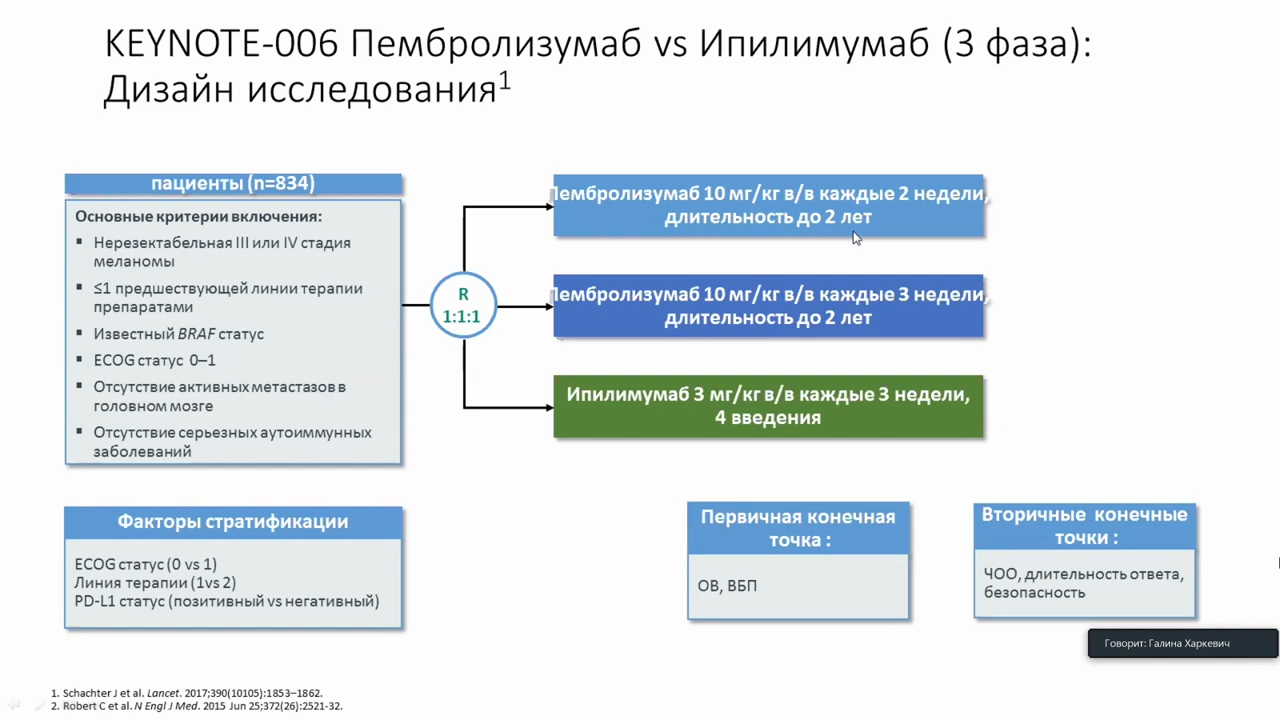 KEYNOTE-006 Пембролизумаб vs Ипилимумаб (3 фаза):
Дизайн исследования1
пациенты (n=834)
Основные критерии включения:
▪ Нерезектабельная III или IV стадия
меланомы
▪ ≤1 предшествующей линии терапии
препаратами
▪ Известный BRAF статус
▪ ECOG статус 0–1
▪ Отсутствие активных метастазов в
головном мозге
▪ Отсутствие серьезных аутоиммунных
заболеваний
R
1:1:1
Пембролизумаб 10 мг/кг в/в каждые 2 недели,
длительность до 2 лет
Пембролизумаб 10 мг/кг в/в каждые 3 недели,
длительность до 2 лет
Ипилимумаб 3 мг/кг в/в каждые 3 недели,
4 введения
Факторы стратификации
ECOG статус (0 vs 1)
Линия терапии (1vs 2)
PD-L1 статус (позитивный vs негативный)
Первичная конечная
точка :
ОВ, ВБП
Вторичные конечные
точки :
ЧОО, длительность ответа,
безопасность
Говорит: Галина Харкевич
1. Schachter J et al. Lancet. 2017;390(10105):1853–1862.
2. Robert C et al. N Engl J Med. 2015 Jun 25;372(26):2521-32.